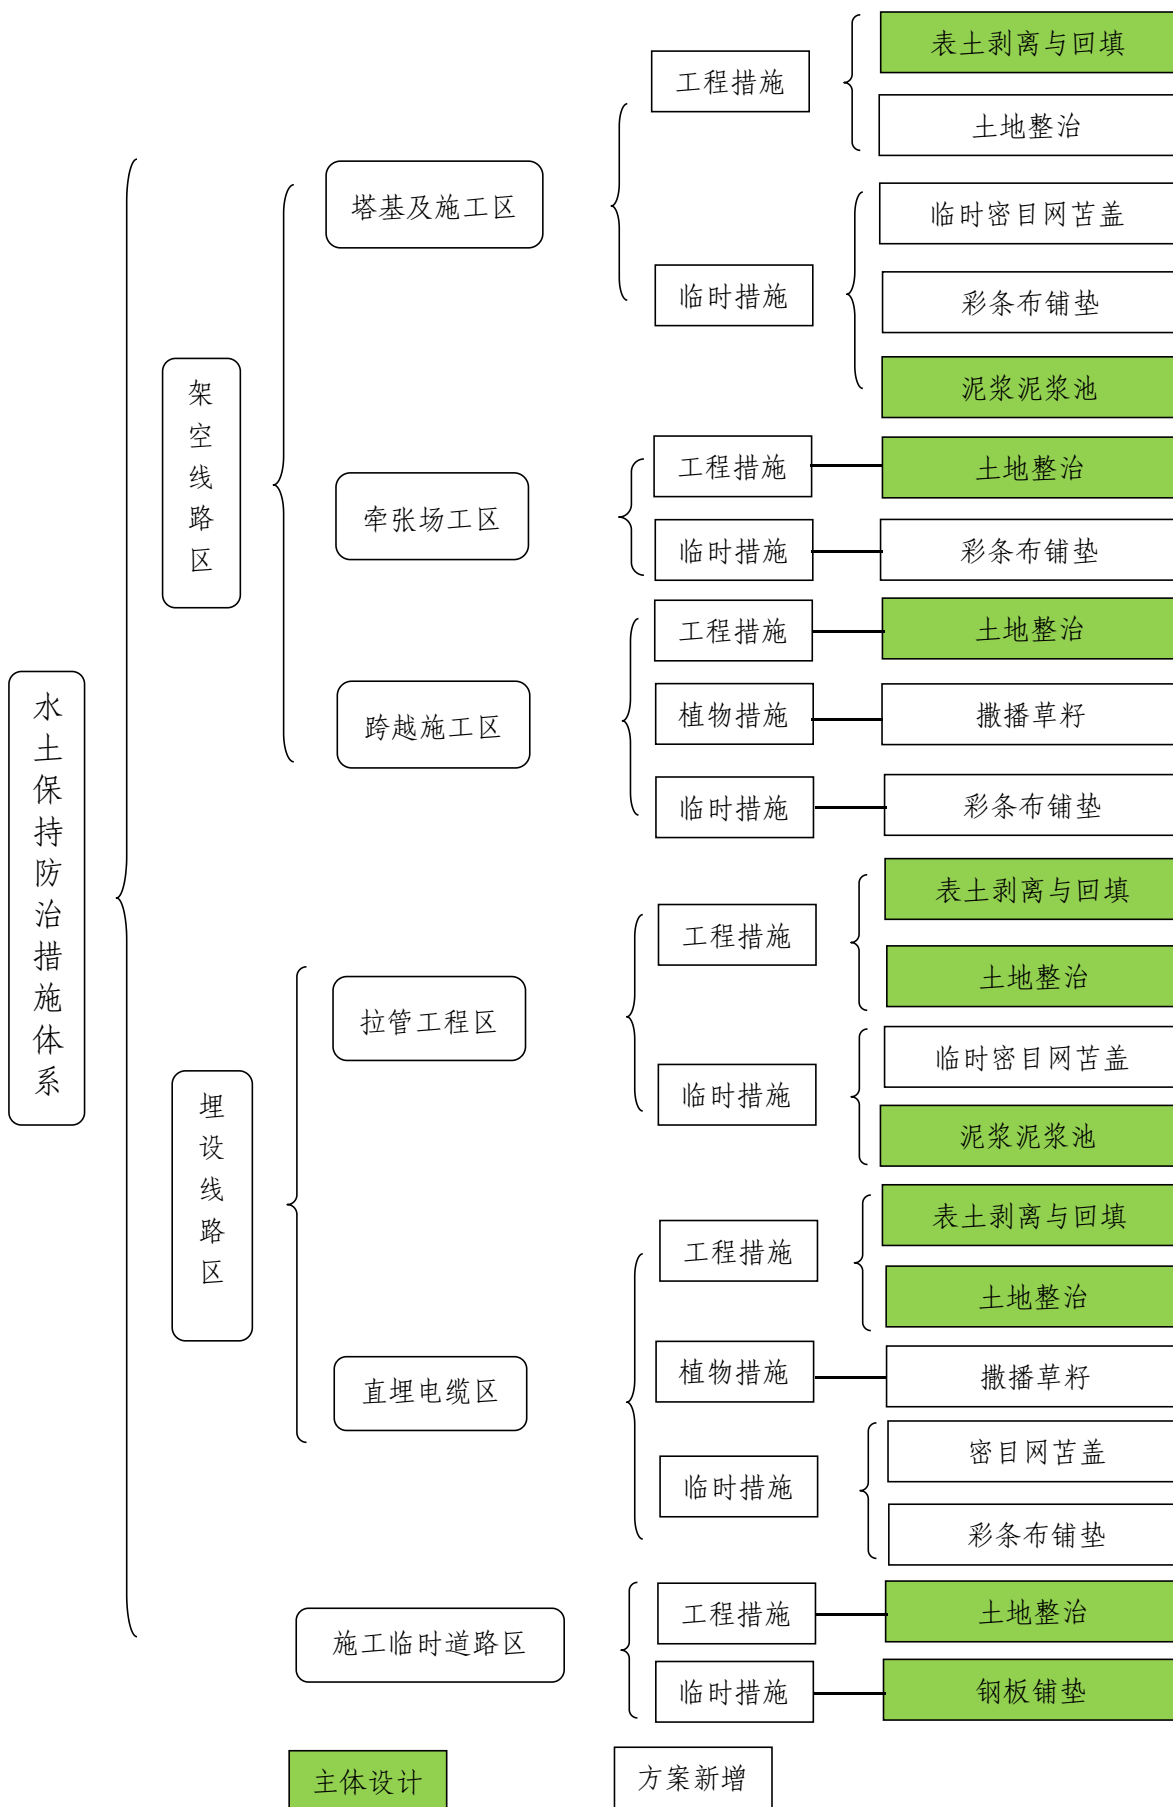 水土保持防治措施体系
架空线路区
塔基及施工区
工程措施
表土剥离与回填
土地整治
临时措施
临时密目网苫盖
彩条布铺垫
泥浆泥浆池
牵张场工区
工程措施
土地整治
临时措施
彩条布铺垫
跨越施工区
工程措施
土地整治
植物措施
撒播草籽
临时措施
彩条布铺垫
埋设线路区
拉管工程区
工程措施
表土剥离与回填
土地整治
临时措施
临时密目网苫盖
泥浆泥浆池
直埋电缆区
工程措施
表土剥离与回填
土地整治
植物措施
撒播草籽
临时措施
密目网苫盖
彩条布铺垫
施工临时道路区
工程措施
土地整治
临时措施
钢板铺垫
主体设计
方案新增